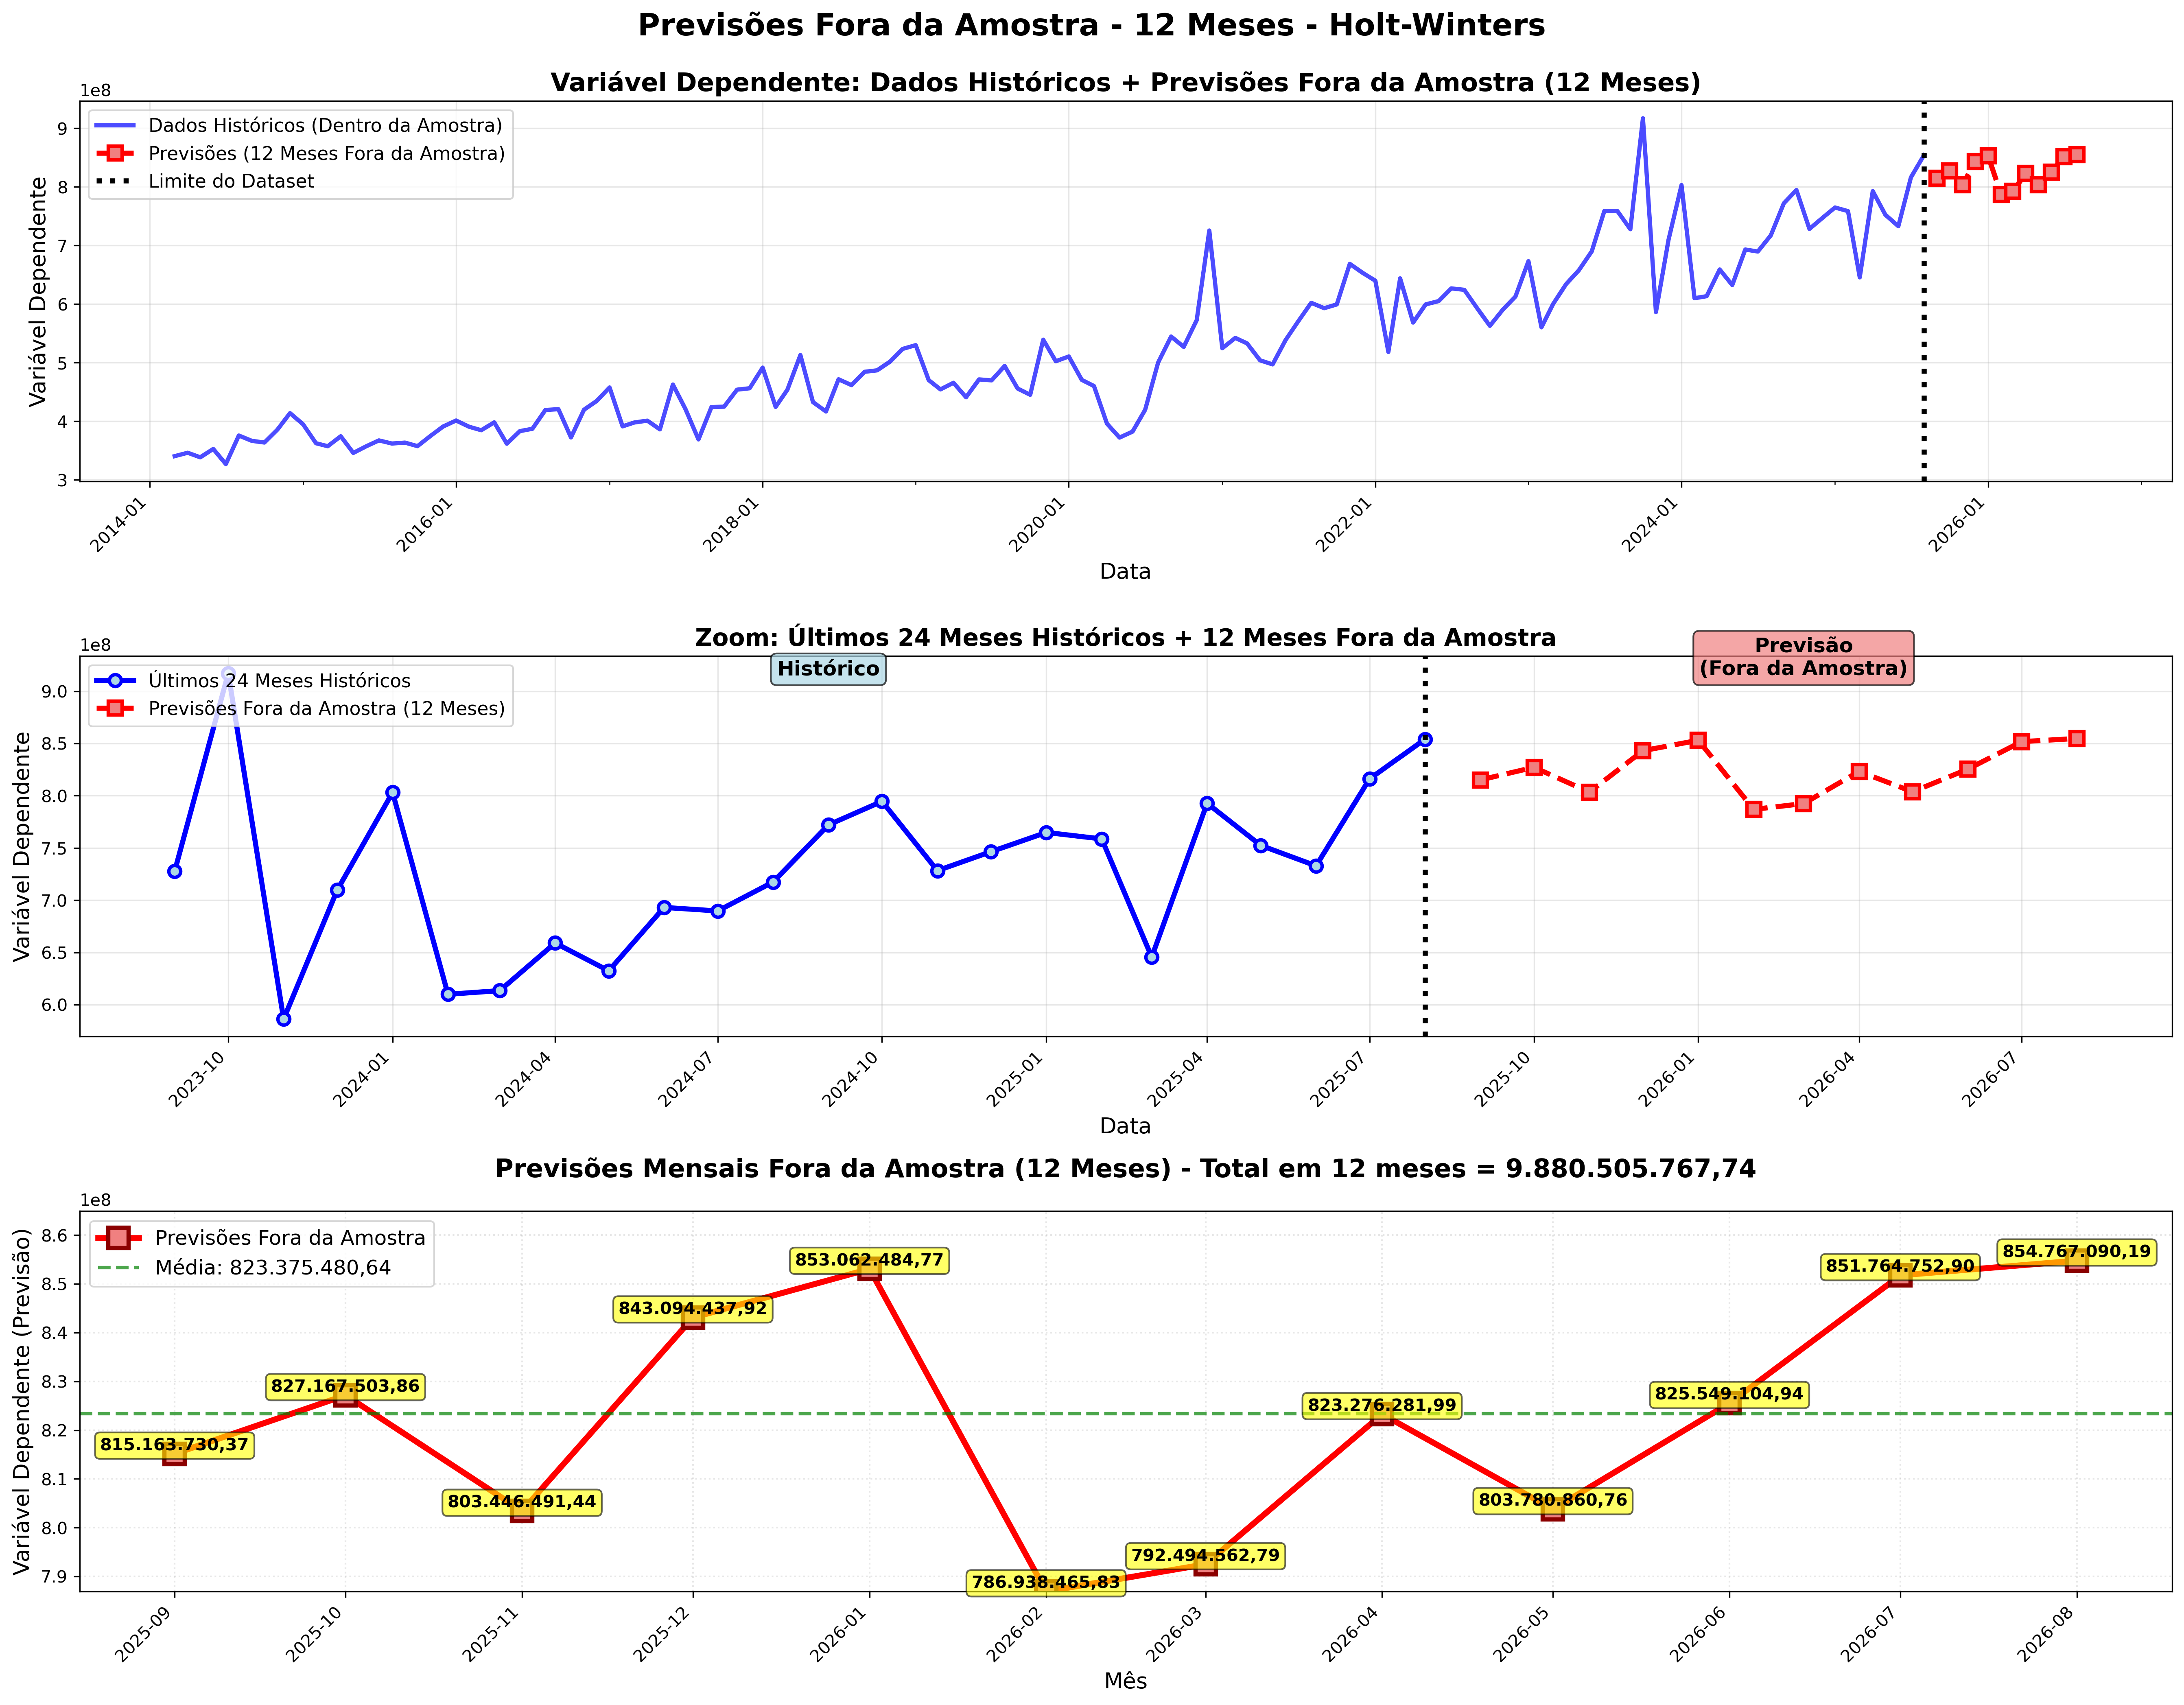 Previsões Fora da Amostra - 12 Meses - Holt-Winters
Variável Dependente: Dados Históricos + Previsões Fora da Amostra (12 Meses)
1e8
Dados Históricos (Dentro da Amostra)
Previsões (12 Meses Fora da Amostra)
Limite do Dataset
Variável Dependente
9
8
7
6
5
4
3
2014-01
2016-01
2018-01
2020-01
2022-01
2024-01
2026-01
Data
Zoom: Últimos 24 Meses Históricos + 12 Meses Fora da Amostra
1e8
Últimos 24 Meses Históricos
Previsões Fora da Amostra (12 Meses)
Histórico
Previsão
(Fora da Amostra)
Variável Dependente
9.0
8.5
8.0
7.5
7.0
6.5
6.0
2023-10
2024-01
2024-04
2024-07
2024-10
2025-01
2025-04
2025-07
2025-10
2026-01
2026-04
2026-07
Data
Previsões Mensais Fora da Amostra (12 Meses) - Total em 12 meses = 9.880.505.767,74
1e8
Previsões Fora da Amostra
Média: 823.375.480,64
Variável Dependente (Previsão)
8.6
8.5
8.4
8.3
8.2
8.1
8.0
7.9
815.163.730,37
827.167.503,86
803.446.491,44
843.094.437,92
853.062.484,77
786.938.465,83
792.494.562,79
823.276.281,99
803.780.860,76
825.549.104,94
851.764.752,90
854.767.090,19
2025-09
2025-10
2025-11
2025-12
2026-01
2026-02
2026-03
2026-04
2026-05
2026-06
2026-07
2026-08
Mês